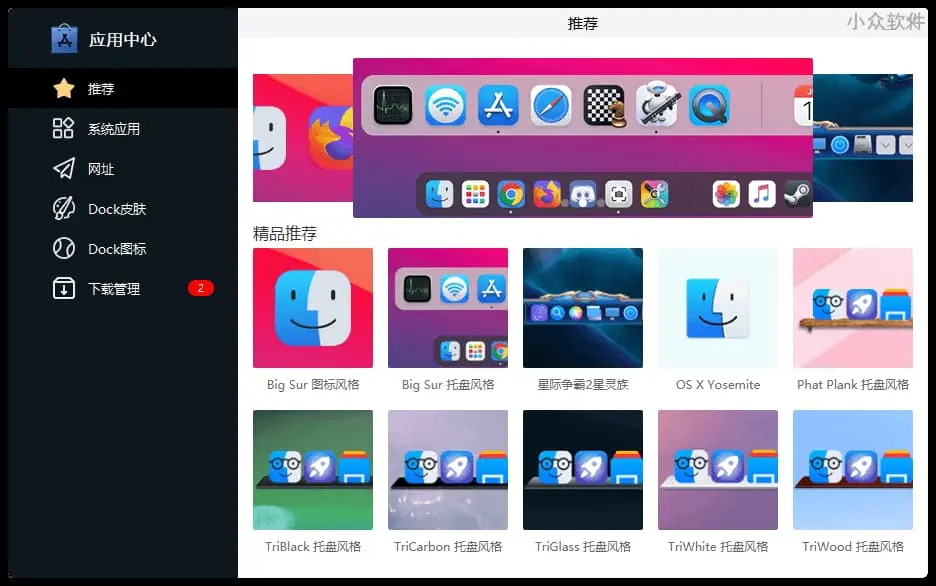 应用中心
推荐
系统应用
网址
Dock皮肤
Dock图标
下载管理
2
推荐
小众软件
精品推荐
Big Sur 图标风格
Big Sur 托盘风格
星际争霸2星灵族
OS X Yosemite
Phat Plank 托盘风格
TriBlack 托盘风格
TriCarbon 托盘风格
TriGlass 托盘风格
TriWhite 托盘风格
TriWood 托盘风格